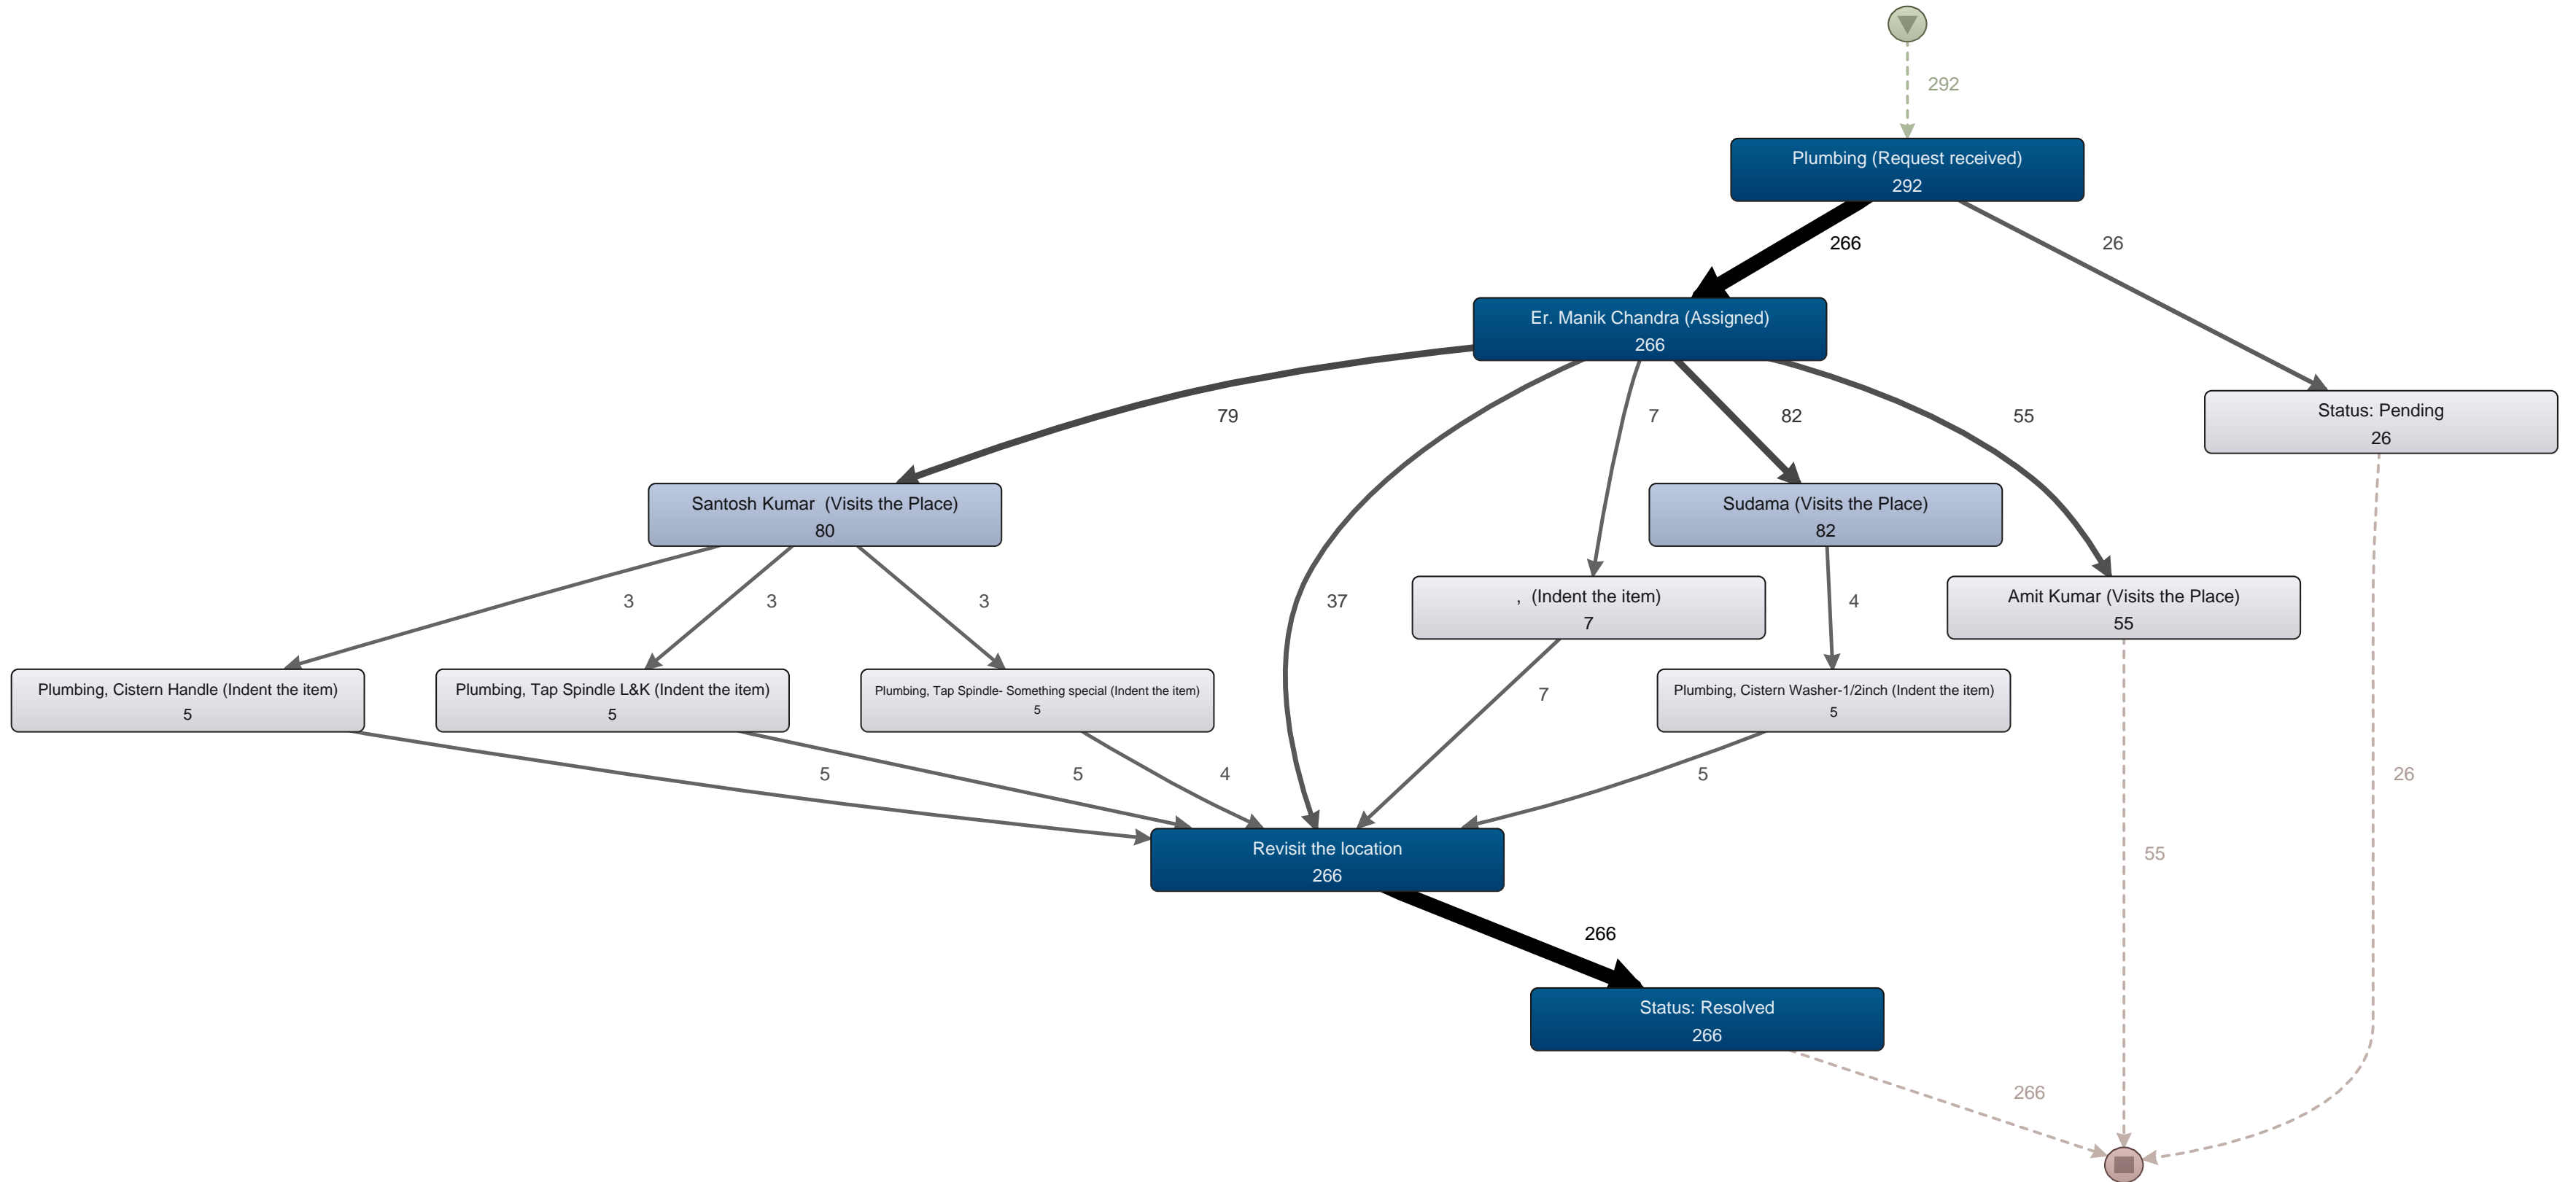 292
Plumbing (Request received)
292
266
26
Er. Manik Chandra (Assigned)
266
79
7
82
55
Status: Pending
26
Santosh Kumar  (Visits the Place)
80
Sudama (Visits the Place)
82
3
3
3
37
,  (Indent the item)
7
4
Amit Kumar (Visits the Place)
55
Plumbing, Cistern Handle (Indent the item)
5
Plumbing, Tap Spindle L&K (Indent the item)
5
Plumbing, Tap Spindle- Something special (Indent the item)
5
7
Plumbing, Cistern Washer-1/2inch (Indent the item)
5
5
5
4
5
26
Revisit the location
266
55
266
Status: Resolved
266
266